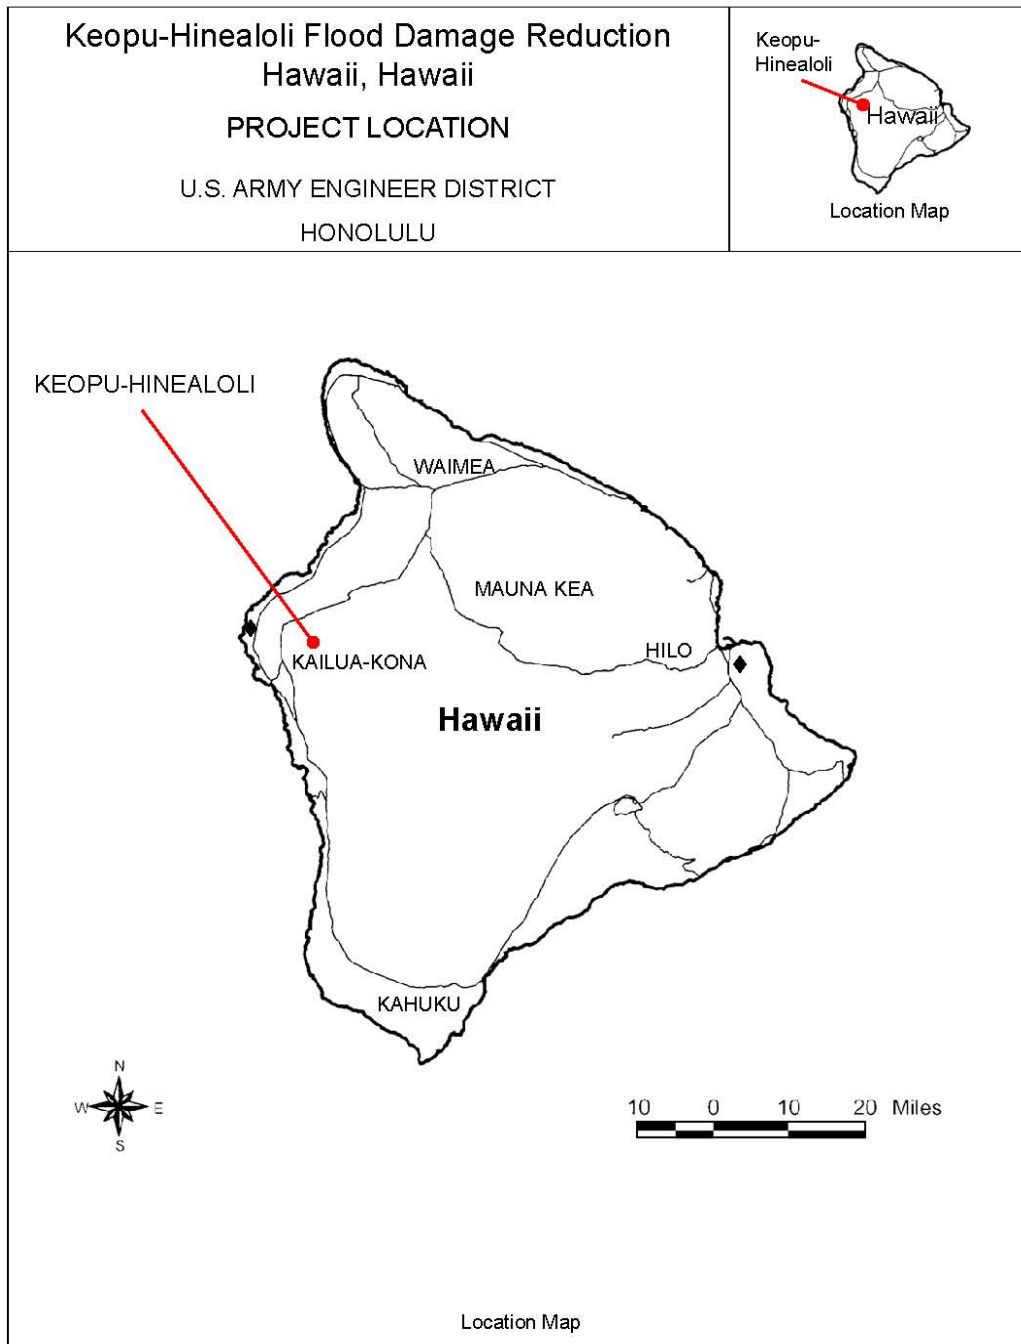 Keopu-Hinealoli Flood Damage Reduction
Hawaii, Hawaii
PROJECT LOCATION
U.S. ARMY ENGINEER DISTRICT
HONOLULU
Keopu-
Hinealoli
Hawaii
Location Map
KEOPU-HINEALOLI
WAIMEA
MAUNA KEA
HILO
KAILUA-KONA
Hawaii
KAHUKU
N
W E
S
10 0 10 20 Miles
Location Map